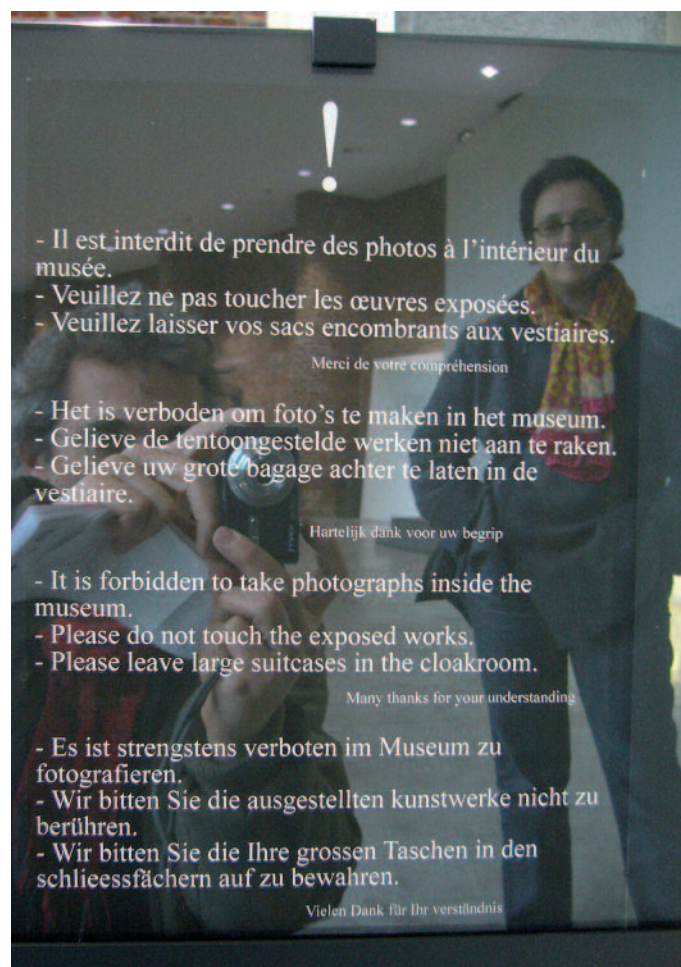 !
- Il est interdit de prendre des photos à l'intérieur du
musée.
- Veuillez ne pas toucher les œuvres exposées.
- Veuillez laisser vos sacs encombrants aux vestiaires.
Merci de votre compréhension
- Het is verboden om foto's te maken in het museum.
- Gelieve de tentoongestelde werken niet aan te raken.
- Gelieve uw grote bagage achter te laten in de
vestiaire.
Hartelijk dank voor uw begrip
- It is forbidden to take photographs inside the
museum.
- Please do not touch the exposed works.
- Please leave large suitcases in the cloakroom.
Many thanks for your understanding
- Es ist strengstens verboten im Museum zu
fotografieren.
- Wir bitten Sie die ausgestellten kunstwerke nicht zu
berühren.
- Wir bitten Sie die Ihre grossen Taschen in den
schlieessfächern auf zu bewahren.
Vielen Dank für Ihr verständnis